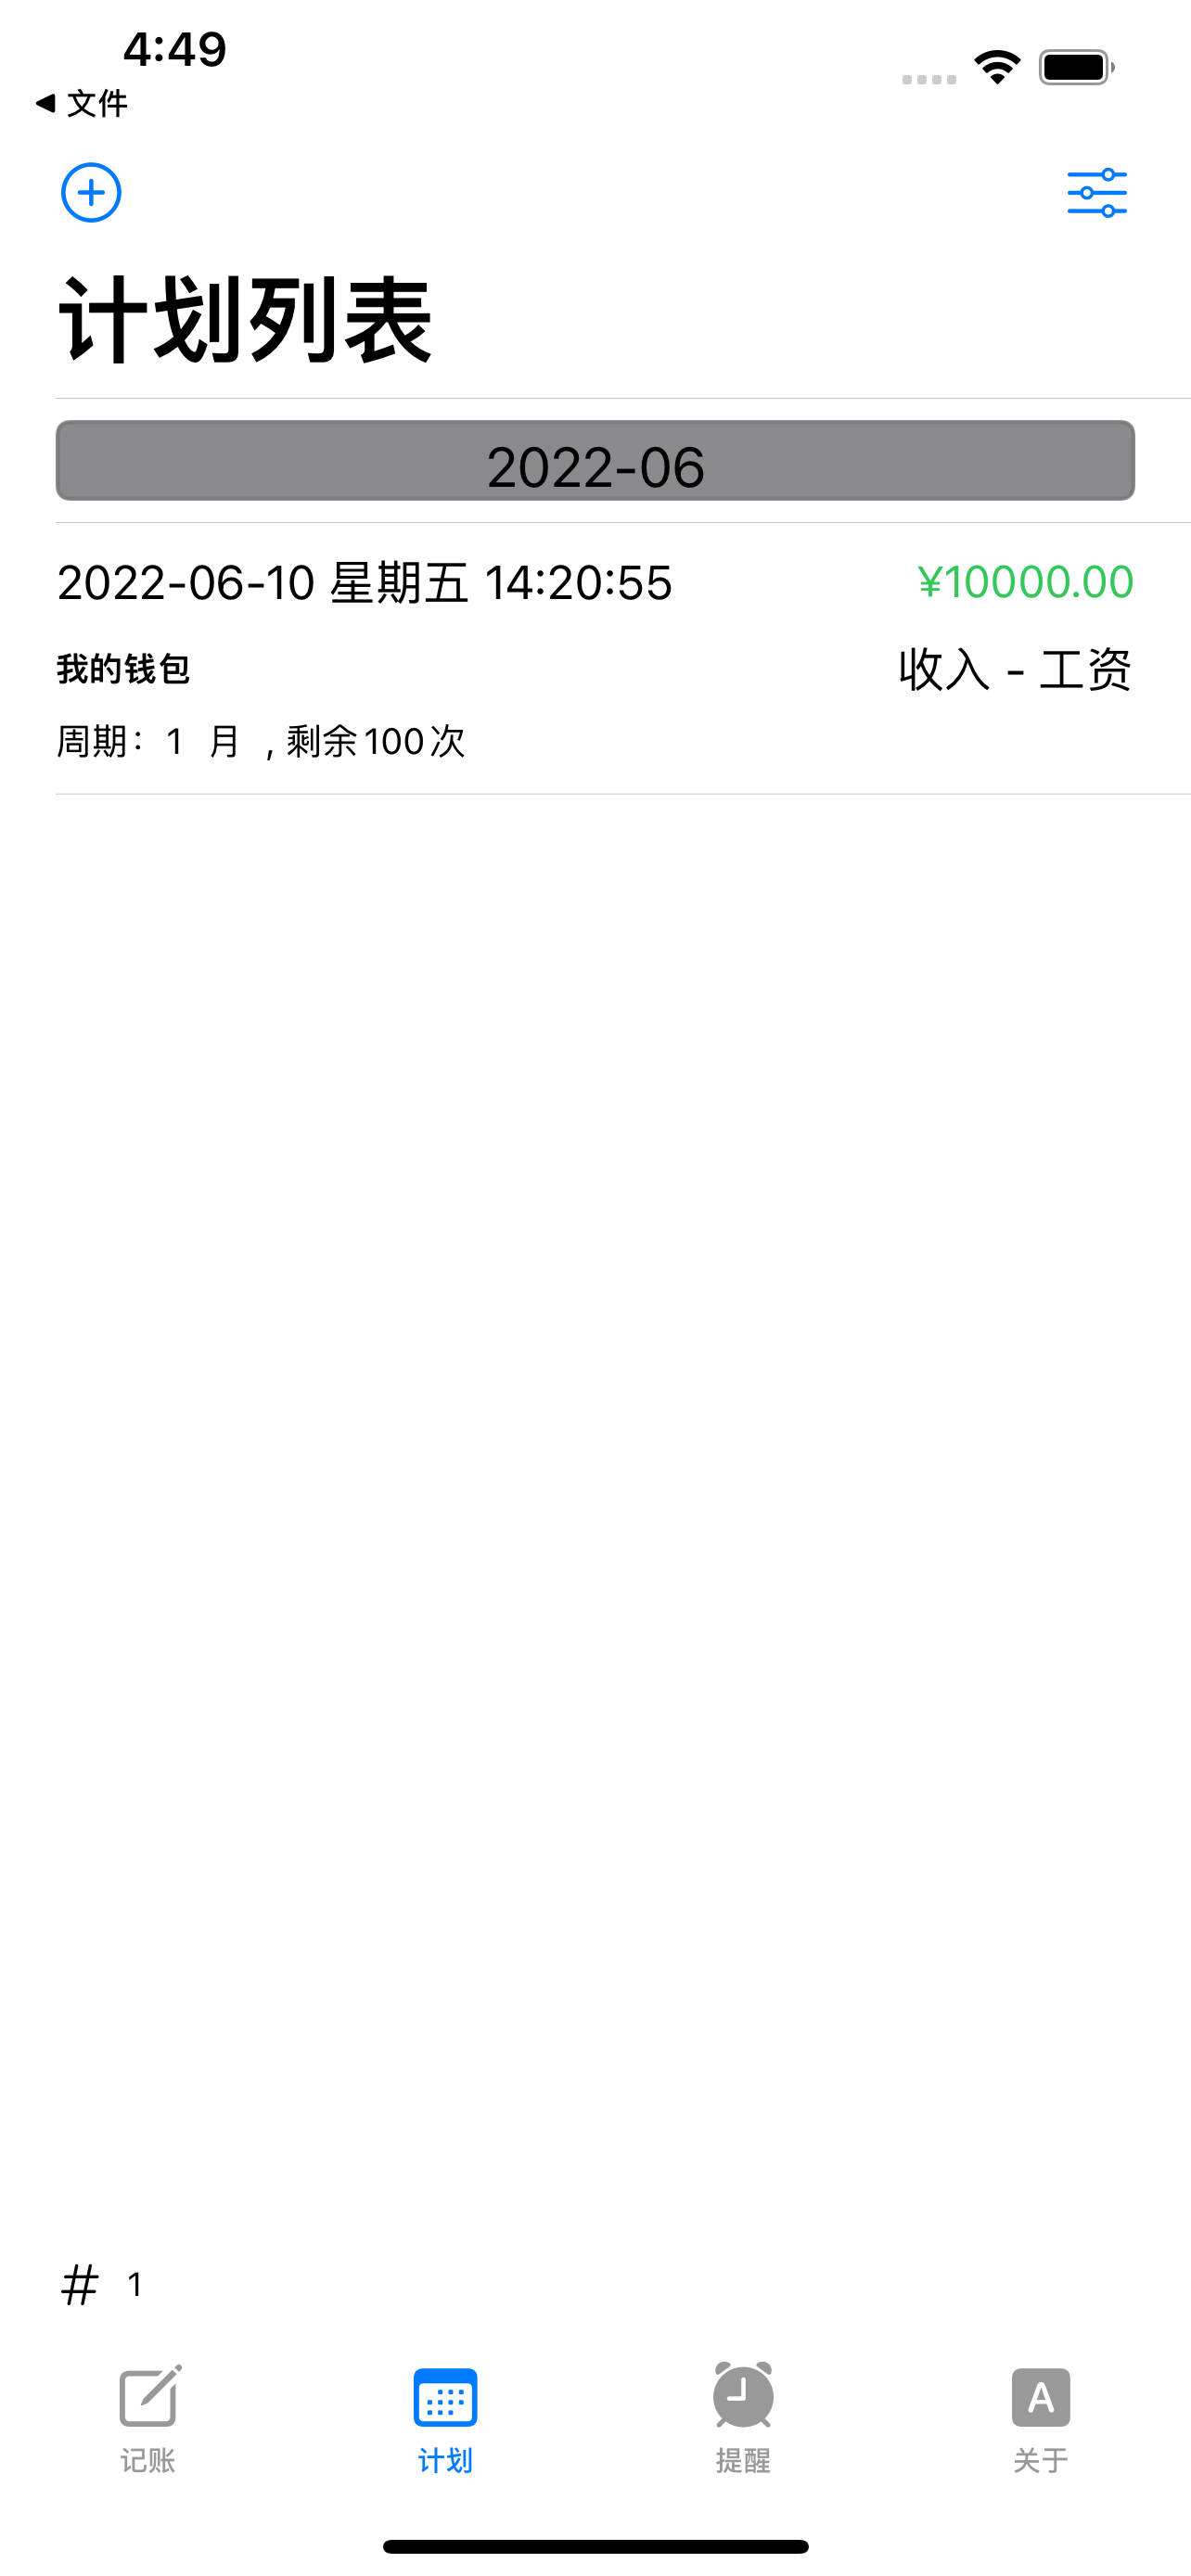 4:49
◀ 文件
计划列表
2022-06
2022-06-10 星期五 14:20:55 ¥10000.00
我的钱包 收入 - 工资
周期：1 月 , 剩余100次
# 1
记账 计划 提醒 关于